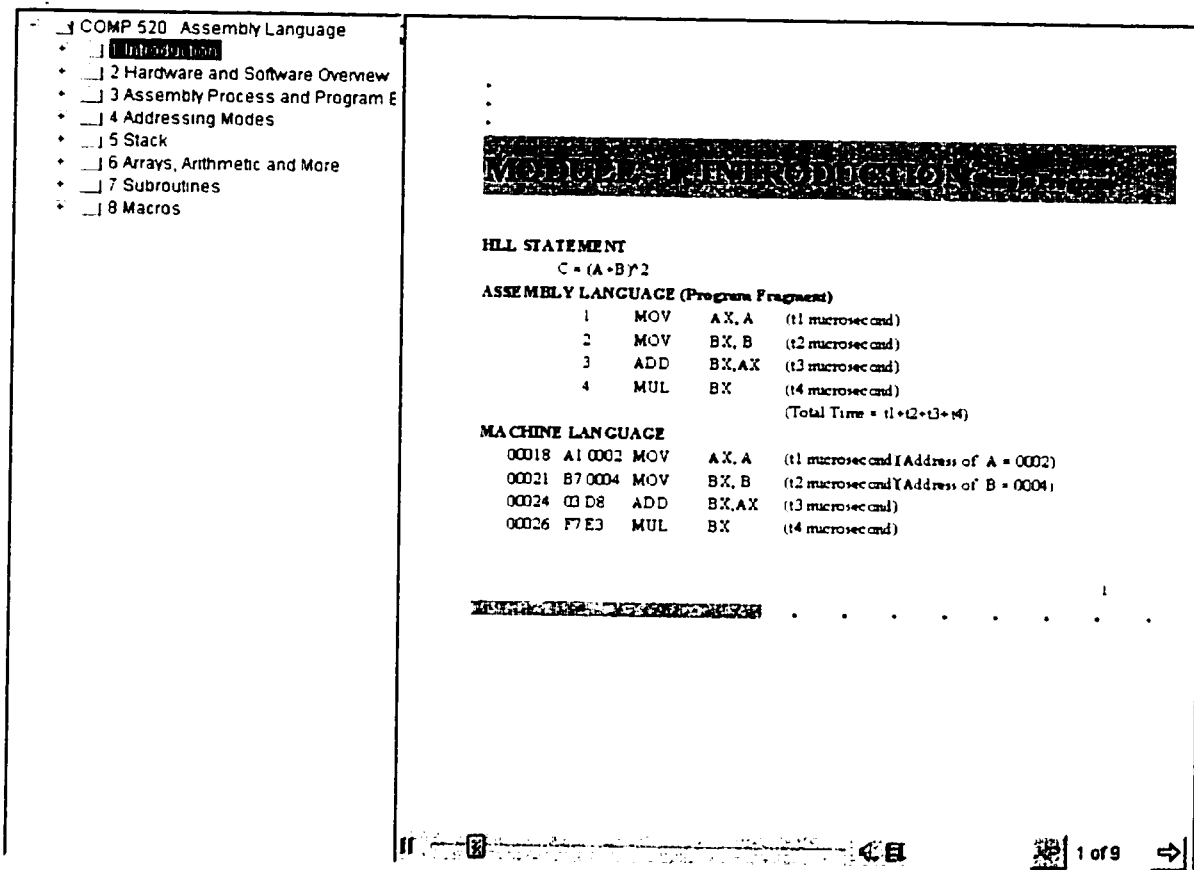 COMP 520 Assembly Language
1 Introduction
2 Hardware and Software Overview
3 Assembly Process and Program E
4 Addressing Modes
5 Stack
6 Arrays, Arithmetic and More
7 Subroutines
8 Macros
MODULE 1 INTRODUCTION
HLL STATEMENT
C = (A+B)^2
ASSEMBLY LANGUAGE (Program Fragment)
1 MOV AX, A (t1 microsecond)
2 MOV BX, B (t2 microsecond)
3 ADD BX,AX (t3 microsecond)
4 MUL BX (t4 microsecond)
(Total Time = t1+t2+t3+t4)
MACHINE LANGUAGE
00018 A1 0002 MOV AX, A (t1 microsecond)(Address of A = 0002)
00021 B7 0004 MOV BX, B (t2 microsecond)(Address of B = 0004)
00024 03 D8 ADD BX,AX (t3 microsecond)
00026 F7 E3 MUL BX (t4 microsecond)
1
1 of 9